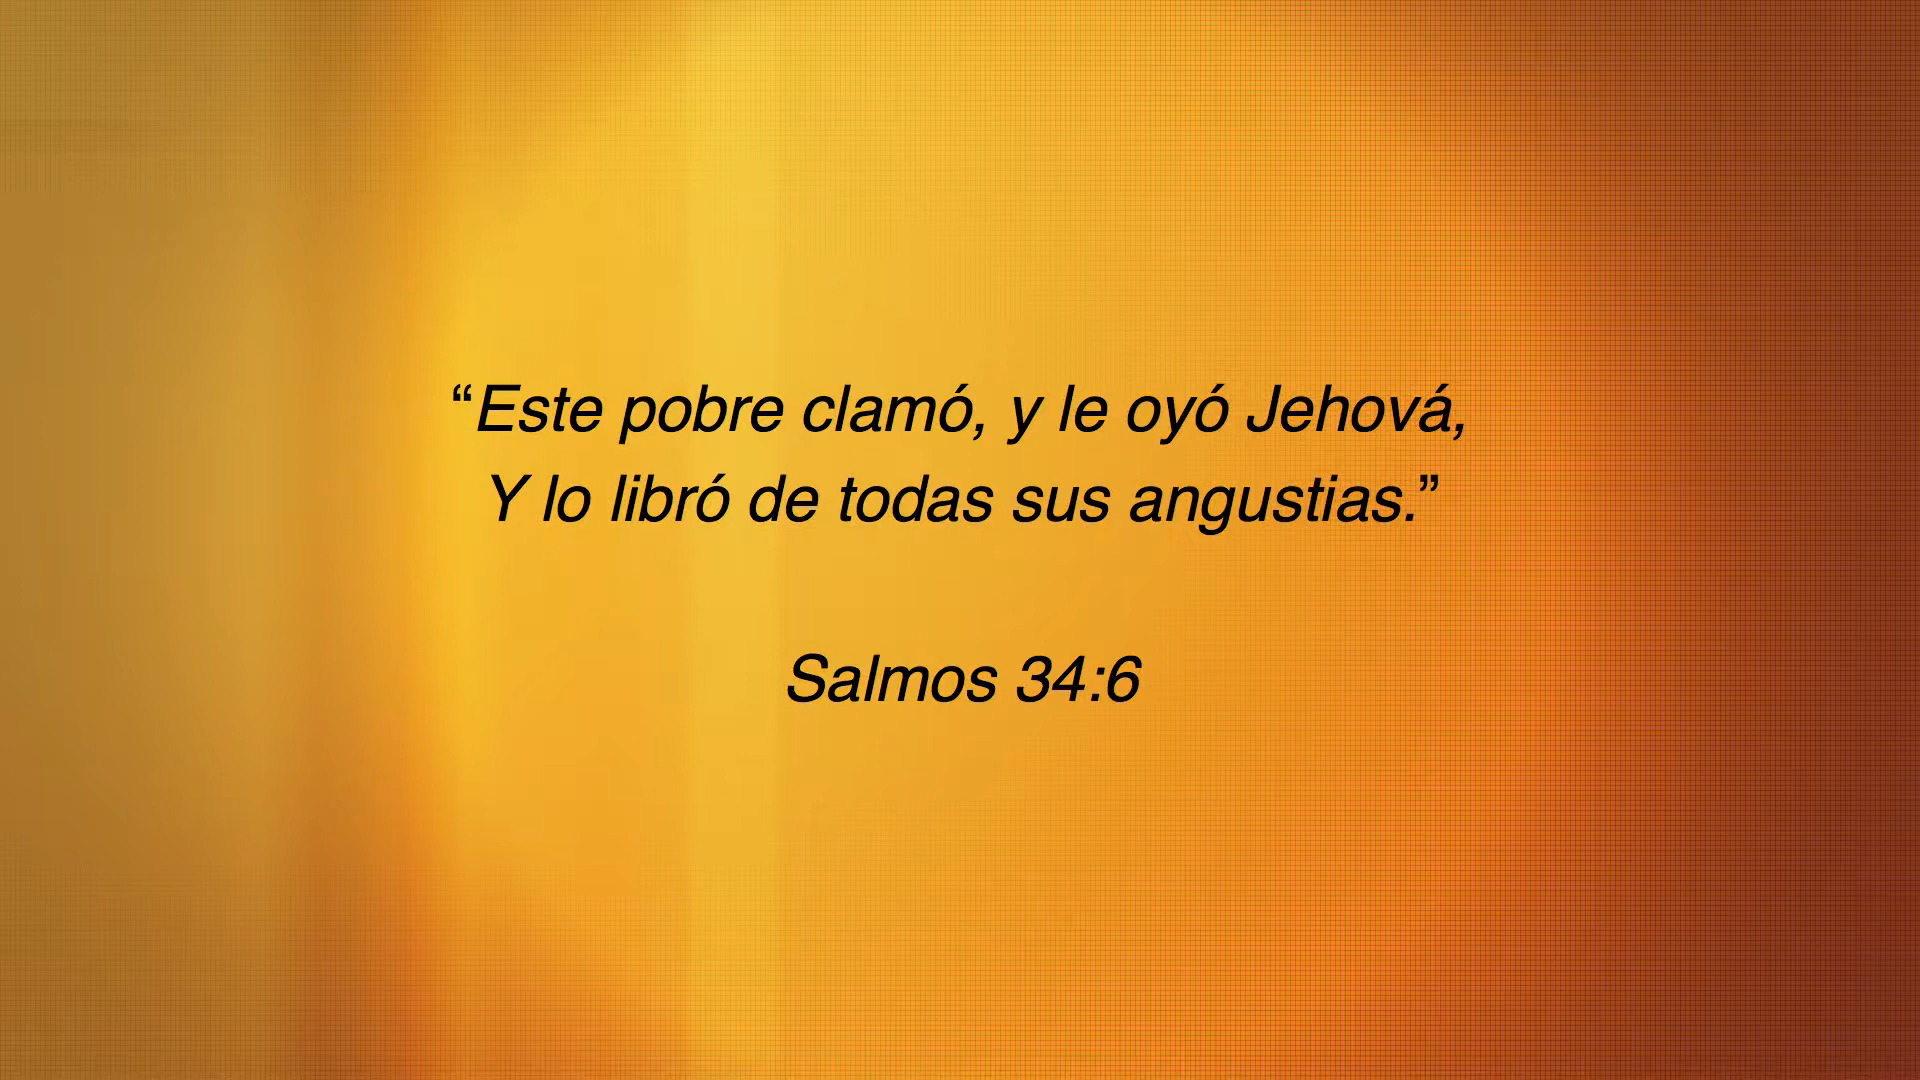 “Este pobre clamó, y le oyó Jehová,
Y lo libró de todas sus angustias.”
Salmos 34:6